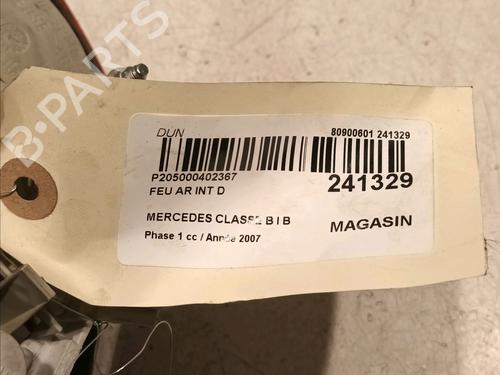 B-PARTS
DUN 80900601 241329
P205000402367
FEU AR INT D 241329
MERCEDES CLASSE B I B MAGASIN
Phase 1 cc / Année 2007